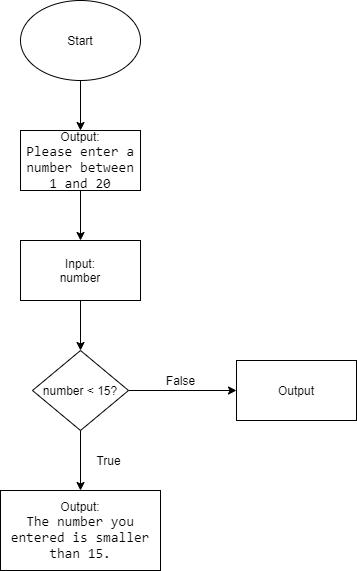 Start
Output:
Please enter a
number between
1 and 20
Input:
number
number < 15?
False
Output
True
Output:
The number you
entered is smaller
than 15.